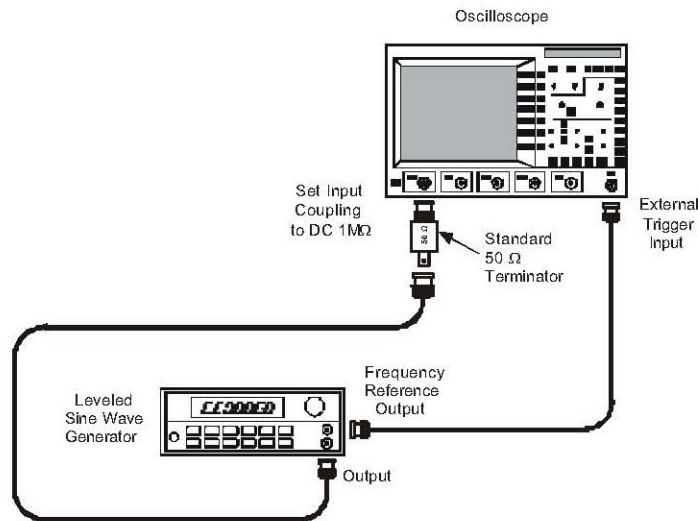 Oscilloscope
Set Input
Coupling
to DC 1MΩ
50 Ω
Standard
50 Ω
Terminator
External
Trigger
Input
Leveled
Sine Wave
Generator
Frequency
Reference
Output
Output